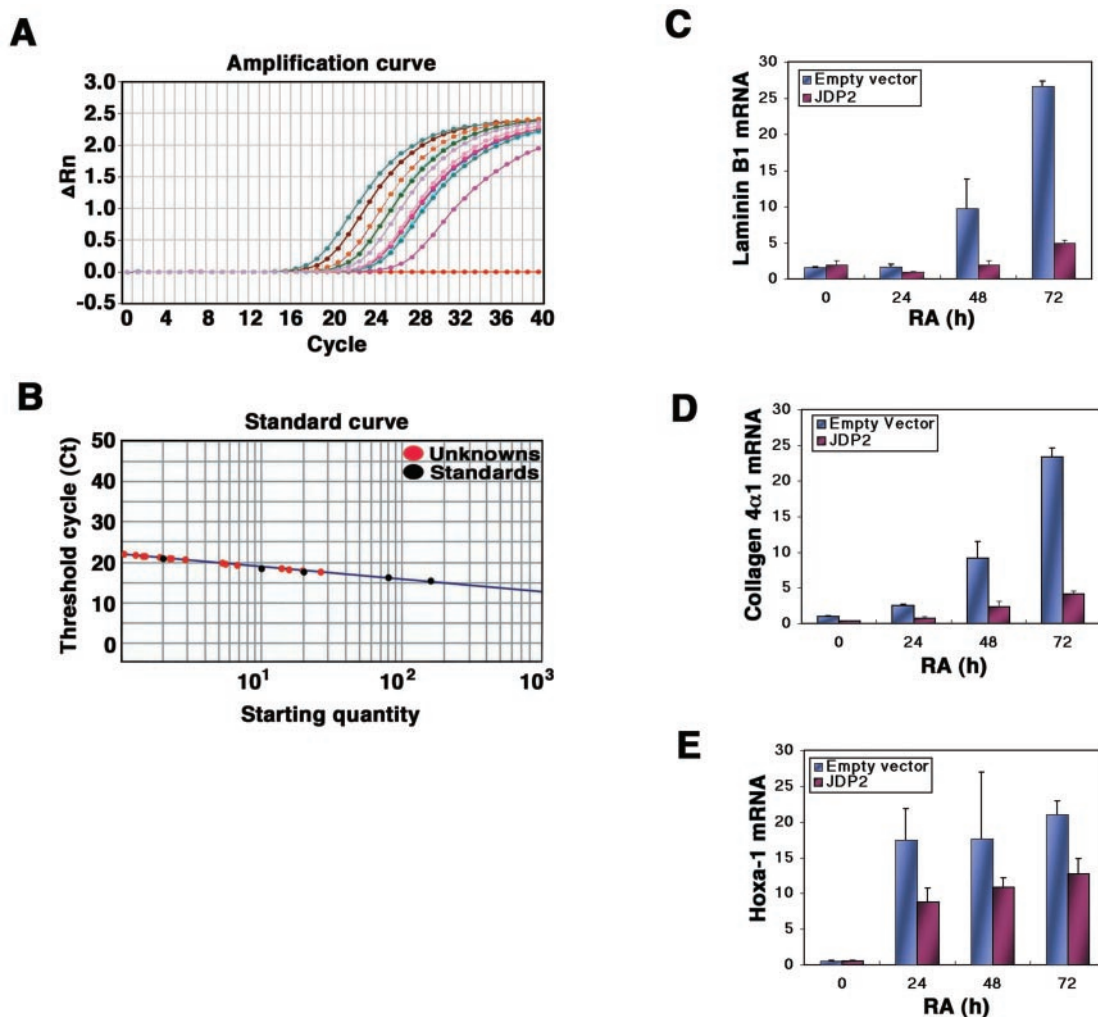 A
Amplification curve
3.0
2.5
2.0
1.5
1.0
0.5
0.0
-0.5
ΔRn
0 4 8 12 16 20 24 28 32 36 40
Cycle
B
Standard curve
50
40
30
20
10
0
Threshold cycle (Ct)
Unknowns
Standards
10¹ 10² 10³
Starting quantity
C
30
25
20
15
10
5
0
Laminin B1 mRNA
Empty vector
JDP2
0 24 48 72
RA (h)
D
30
25
20
15
10
5
0
Collagen 4α1 mRNA
Empty Vector
JDP2
0 24 48 72
RA (h)
E
30
25
20
15
10
5
0
Hoxa-1 mRNA
Empty vector
JDP2
0 24 48 72
RA (h)